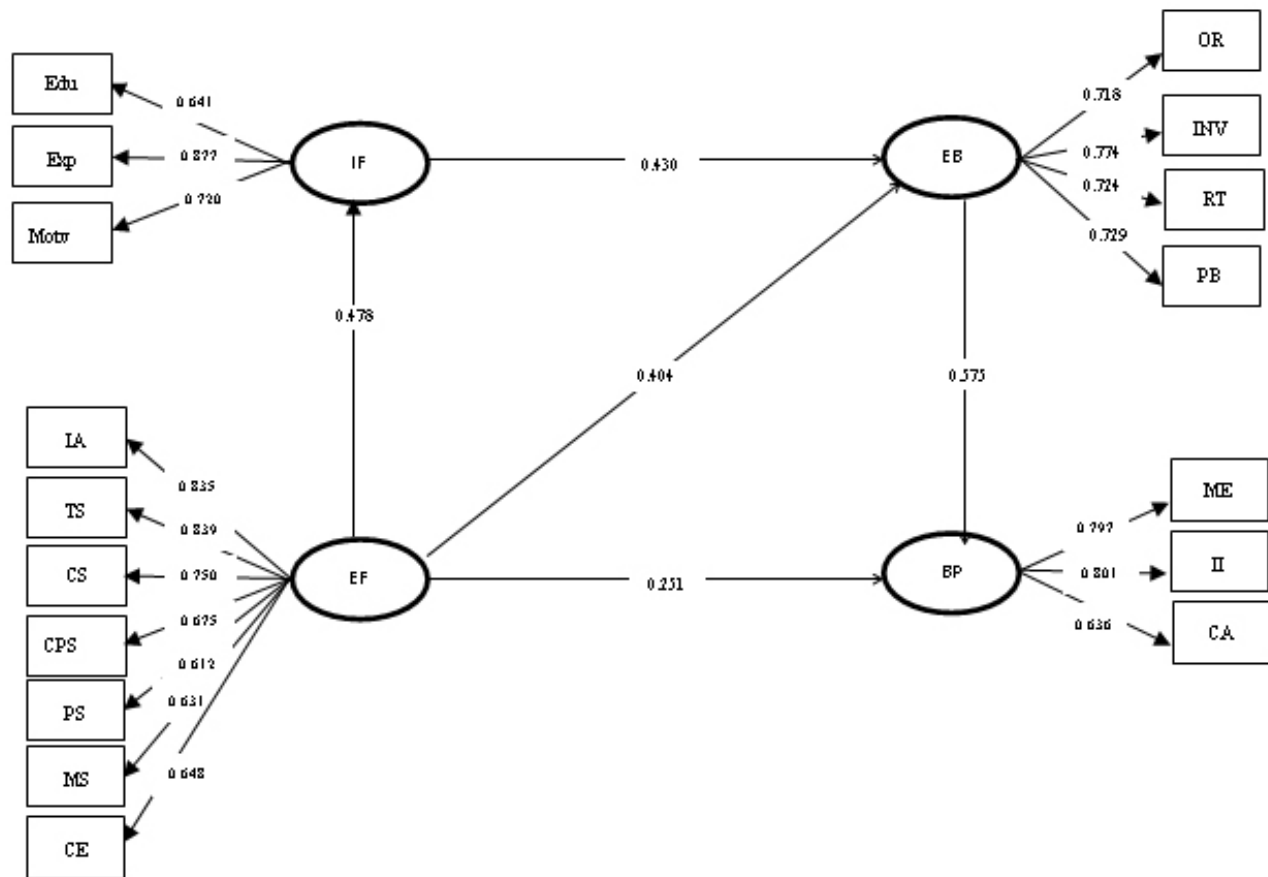 OR
Edu
0.641
0.718
INV
Exp
0.877
IF
0.430
EB
0.774
0.724
RT
0.720
Motv
0.729
PB
0.478
0.404
0.575
IA
0.835
ME
TS
0.839
0.797
CS
0.750
EF
0.251
BP
0.801
II
0.675
0.636
CA
CPS
0.612
PS
0.631
MS
0.648
CE